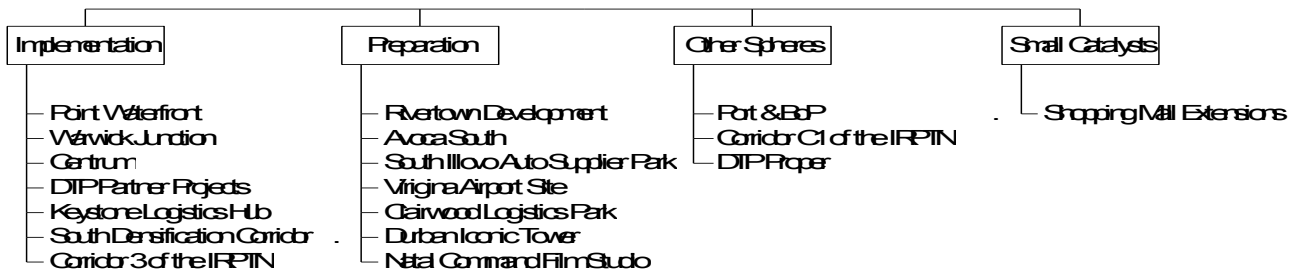 Implementation
Point Waterfront
Warwick Junction
Centrum
DTP Partner Projects
Keystone Logistics Hub
South Densification Corridor
Corridor 3 of the IRPTN
Preparation
Rivertown Development
Avoca South
South Illovo Auto Supplier Park
Virigina Airport Site
Clairwood Logistics Park
Durban Iconic Tower
Natal Command Film Studio
Other Spheres
Port & BoP
Corridor C1 of the IRPTN
DTP Proper
Small Catalysts
Shopping Mall Extensions